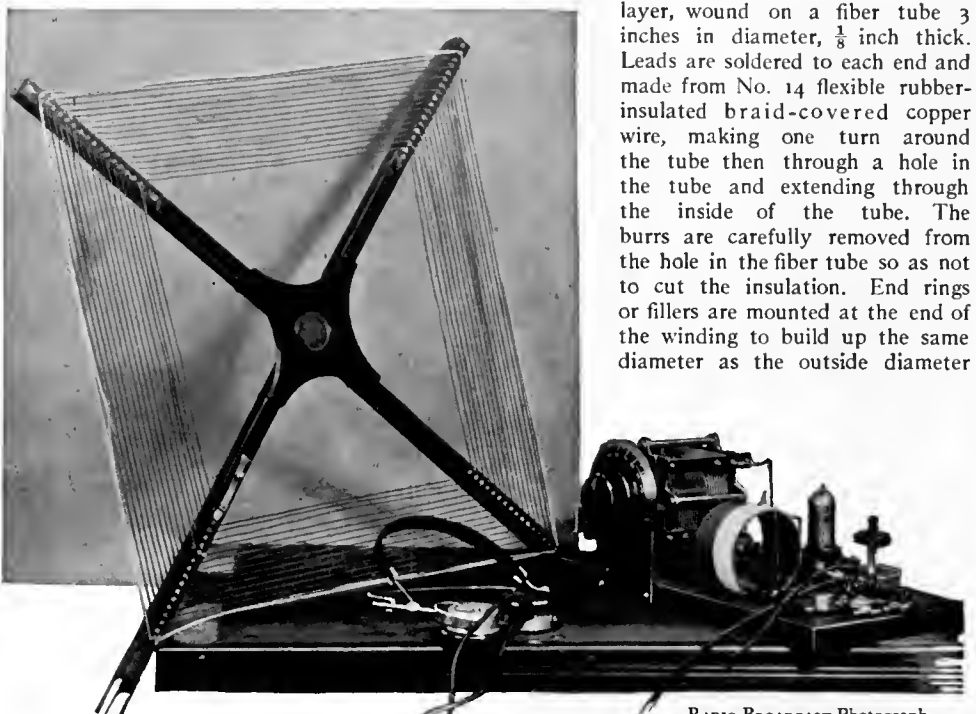 layer, wound on a fiber tube 3
inches in diameter, ⅛ inch thick.
Leads are soldered to each end and
made from No. 14 flexible rubber-
insulated braid-covered copper
wire, making one turn around
the tube then through a hole in
the tube and extending through
the inside of the tube. The
burrs are carefully removed from
the hole in the fiber tube so as not
to cut the insulation. End rings
or fillers are mounted at the end of
the winding to build up the same
diameter as the outside diameter
RADIO BROADCAST Photograph